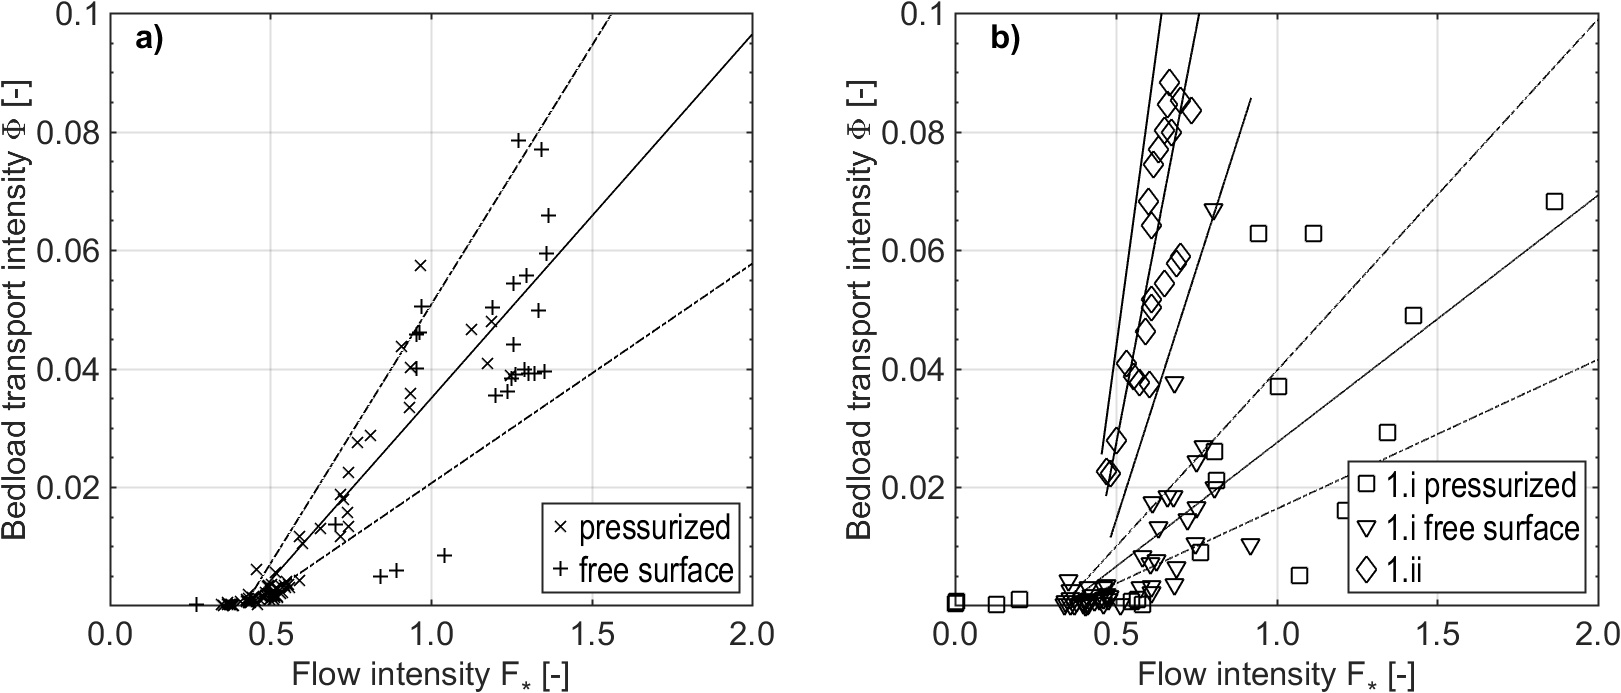 a)
Bedload transport intensity Φ [-]
0.1
0.08
0.06
0.04
0.02
0.0
0.5
1.0
1.5
2.0
Flow intensity F* [-]
pressurized
free surface
b)
Bedload transport intensity Φ [-]
0.1
0.08
0.06
0.04
0.02
0.0
0.5
1.0
1.5
2.0
Flow intensity F* [-]
1.i pressurized
1.i free surface
1.ii